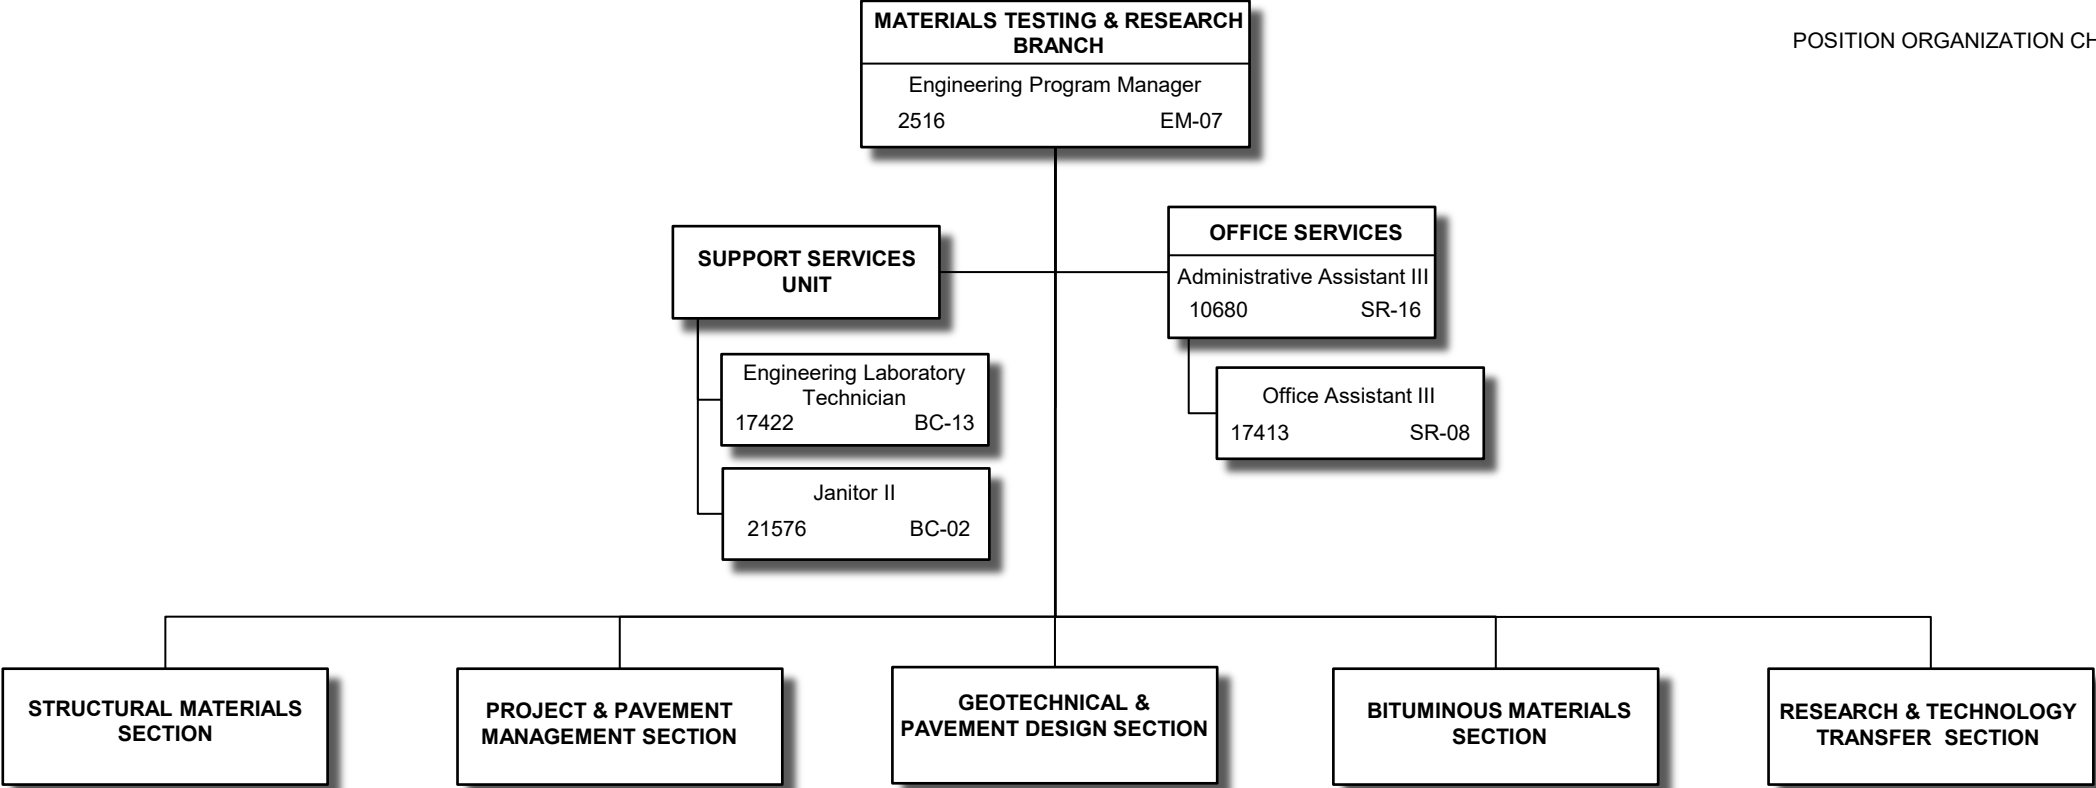 MATERIALS TESTING & RESEARCH
BRANCH
Engineering Program Manager
2516 EM-07
POSITION ORGANIZATION CH
SUPPORT SERVICES
UNIT
OFFICE SERVICES
Administrative Assistant III
10680 SR-16
Engineering Laboratory
Technician
17422 BC-13
Office Assistant III
17413 SR-08
Janitor II
21576 BC-02
STRUCTURAL MATERIALS
SECTION
PROJECT & PAVEMENT
MANAGEMENT SECTION
GEOTECHNICAL &
PAVEMENT DESIGN SECTION
BITUMINOUS MATERIALS
SECTION
RESEARCH & TECHNOLOGY
TRANSFER SECTION